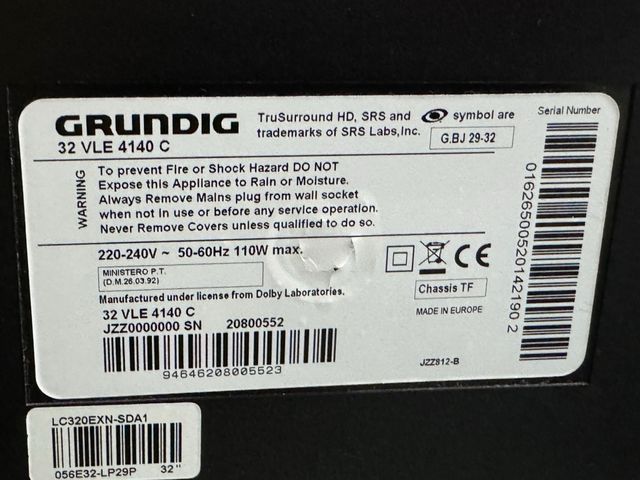 GRUNDIG
32 VLE 4140 C
TruSurround HD, SRS and symbol are
trademarks of SRS Labs,Inc.
G.BJ 29-32
Serial Number
WARNING
To prevent Fire or Shock Hazard DO NOT
Expose this Appliance to Rain or Moisture.
Always Remove Mains plug from wall socket
when not in use or before any service operation.
Never Remove Covers unless qualified to do so.
220-240V ~ 50-60Hz 110W max.
MINISTERO P.T.
(D.M.26.03.92)
Manufactured under license from Dolby Laboratories.
32 VLE 4140 C
JZZ0000000 SN 20800552
94646208005523
CE
Chassis TF
MADE IN EUROPE
JZZ812-B
01626500520142190 2
LC320EXN-SDA1
056E32-LP29P 32"